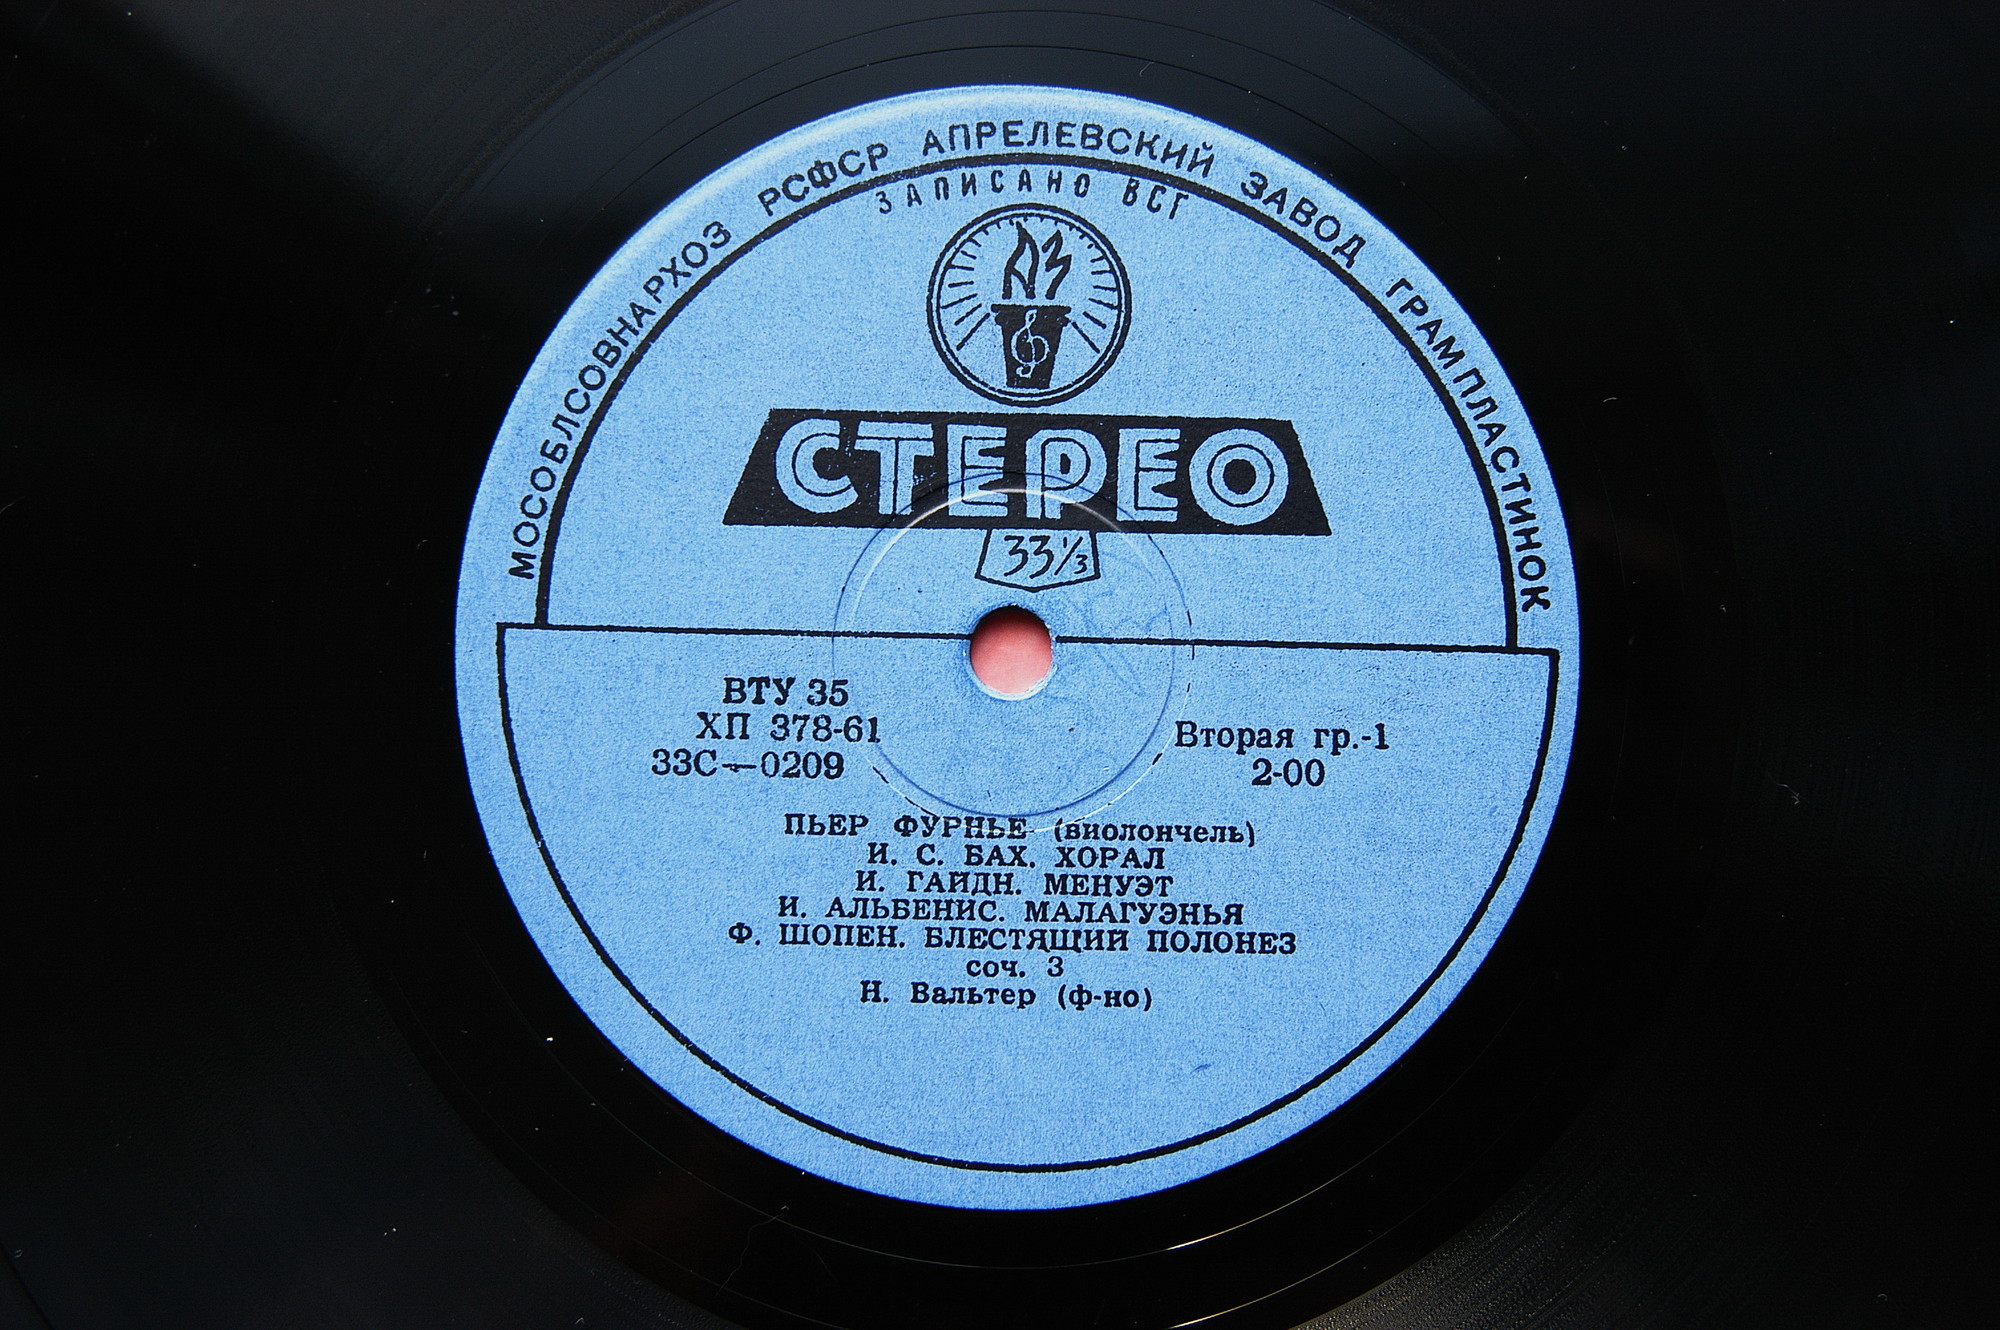 МОСОБЛСОВНАРХОЗ РСФСР АПРЕЛЕВСКИЙ ЗАВОД ГРАМПЛАСТИНОК
ЗАПИСАНО ВСГ
АЗ
СТЕРЕО
33⅓
ВТУ 35
ХП 378-61
33С—0209
Вторая гр.-1
2-00
ПЬЕР ФУРНЬЕ (виолончель)
И. С. БАХ. ХОРАЛ
И. ГАЙДН. МЕНУЭТ
И. АЛЬБЕНИС. МАЛАГУЭНЬЯ
Ф. ШОПЕН. БЛЕСТЯЩИЙ ПОЛОНЕЗ
соч. 3
Н. Вальтер (ф-но)